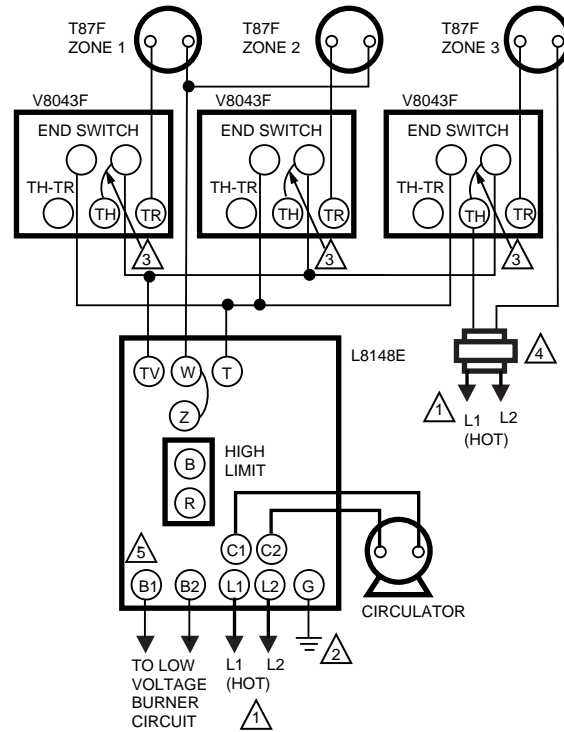 T87F
ZONE 1
T87F
ZONE 2
T87F
ZONE 3
V8043F
V8043F
V8043F
END SWITCH
END SWITCH
END SWITCH
TH-TR
TH
TR
TH-TR
TH
TR
TH-TR
TH
TR
3
3
3
L8148E
4
TV
W
T
Z
1
L1
(HOT)
L2
HIGH
LIMIT
B
R
5
C1
C2
B1
B2
L1
L2
G
CIRCULATOR
2
TO LOW
VOLTAGE
BURNER
CIRCUIT
L1
(HOT)
L2
1